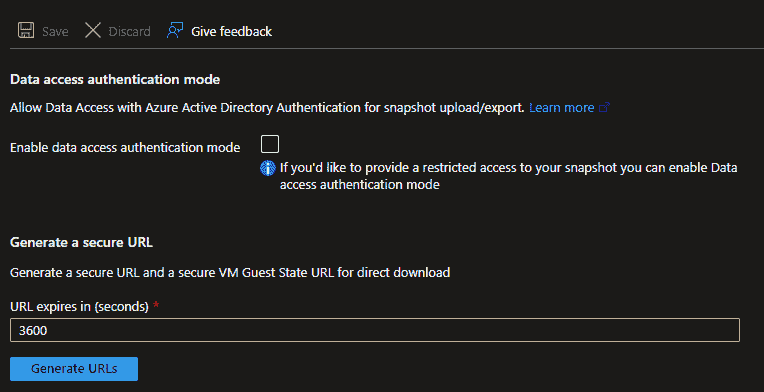 Save Discard Give feedback
Data access authentication mode
Allow Data Access with Azure Active Directory Authentication for snapshot upload/export. Learn more
Enable data access authentication mode
If you'd like to provide a restricted access to your snapshot you can enable Data
access authentication mode
Generate a secure URL
Generate a secure URL and a secure VM Guest State URL for direct download
URL expires in (seconds) *
3600
Generate URLs